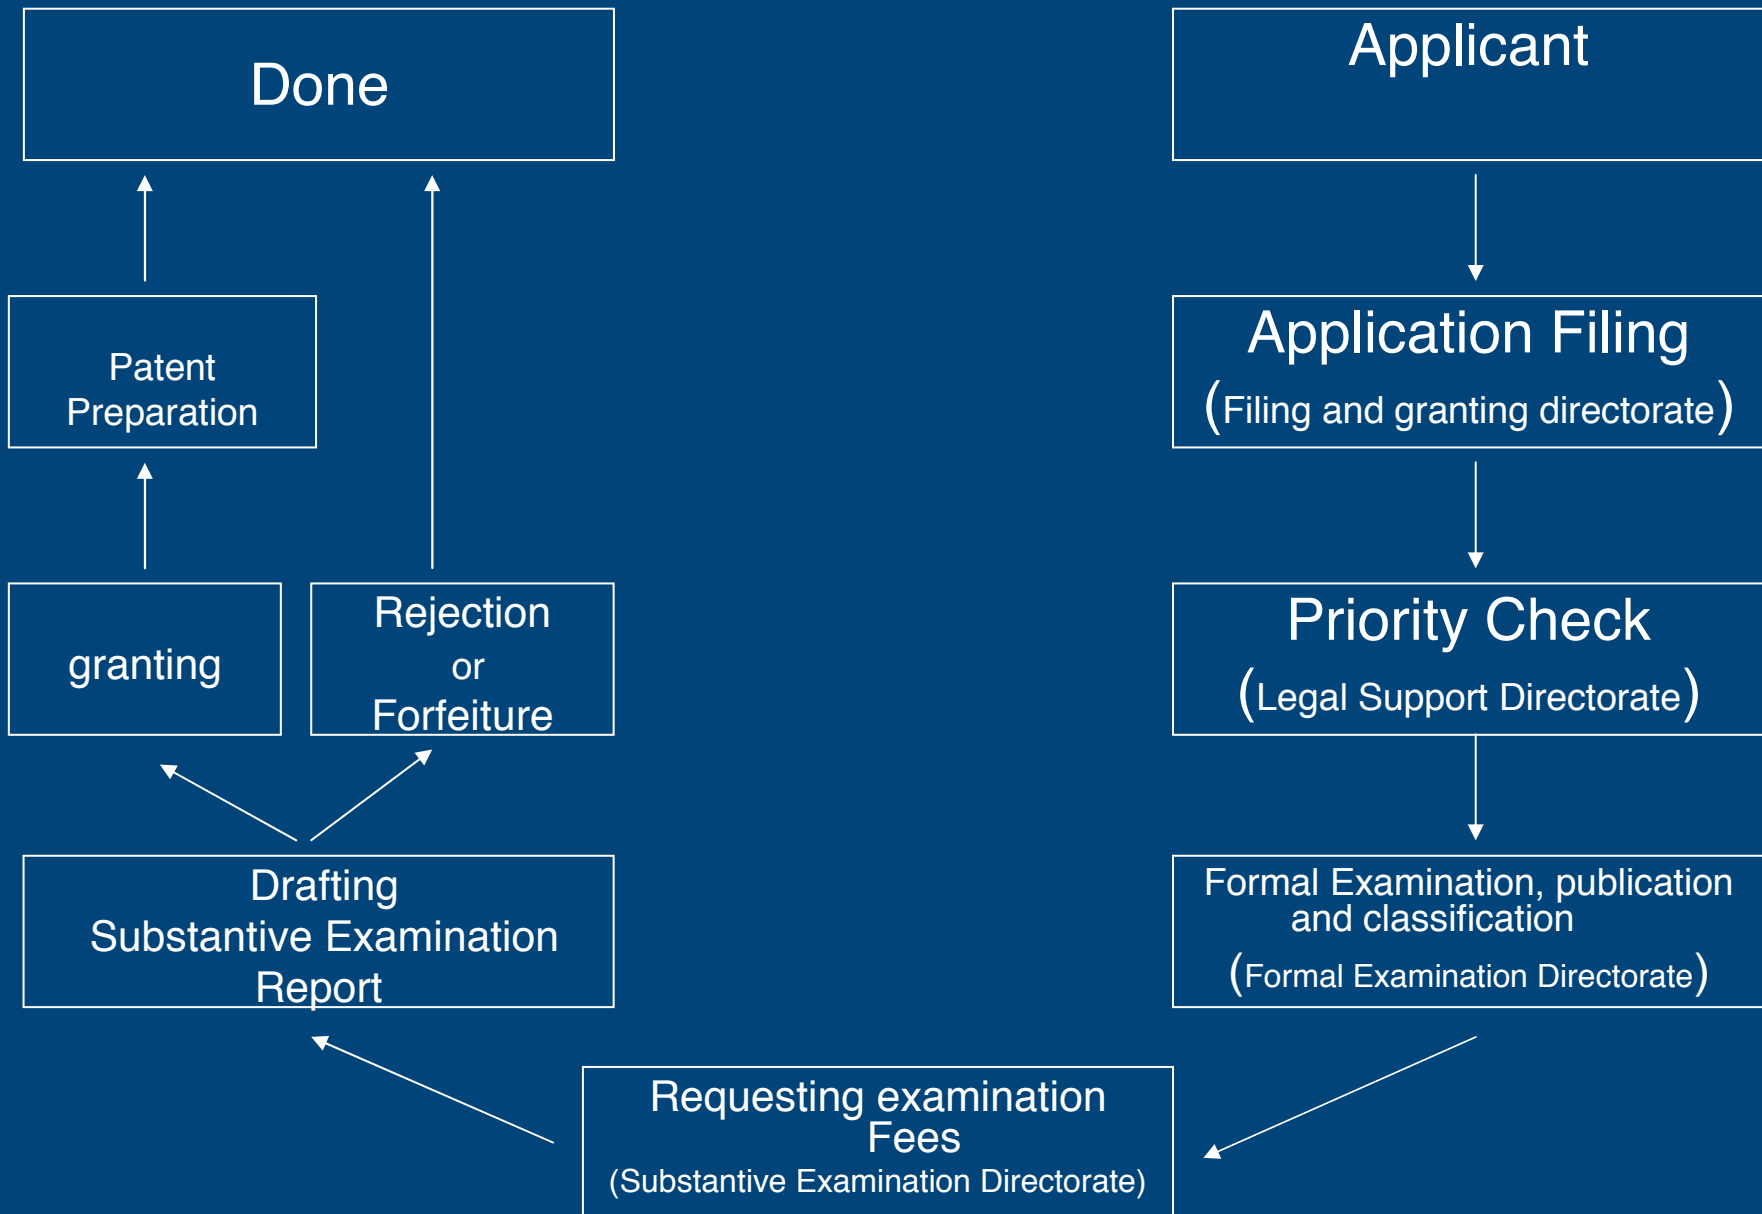 Done
Applicant
Patent
Preparation
Application Filing
(Filing and granting directorate)
granting
Rejection
or
Forfeiture
Priority Check
(Legal Support Directorate)
Drafting
Substantive Examination
Report
Formal Examination, publication
and classification
(Formal Examination Directorate)
Requesting examination
Fees
(Substantive Examination Directorate)